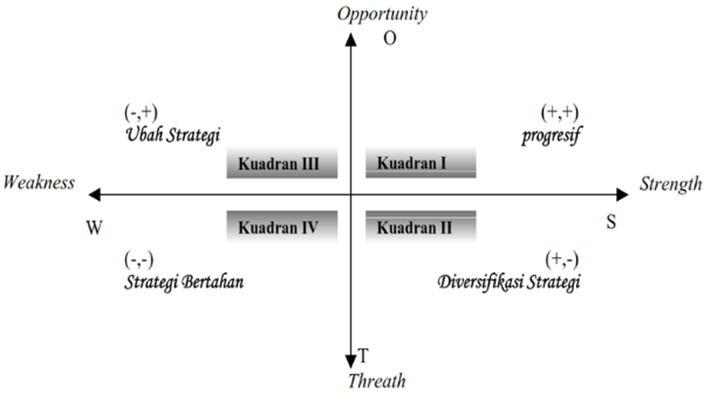 Opportunity
O
(-,+)
Ubah Strategi
(+,+)
progresif
Kuadran III
Kuadran I
Weakness
Strength
W
S
Kuadran IV
Kuadran II
(-,-)
Strategi Bertahan
(+,-)
Diversifikasi Strategi
T
Threath